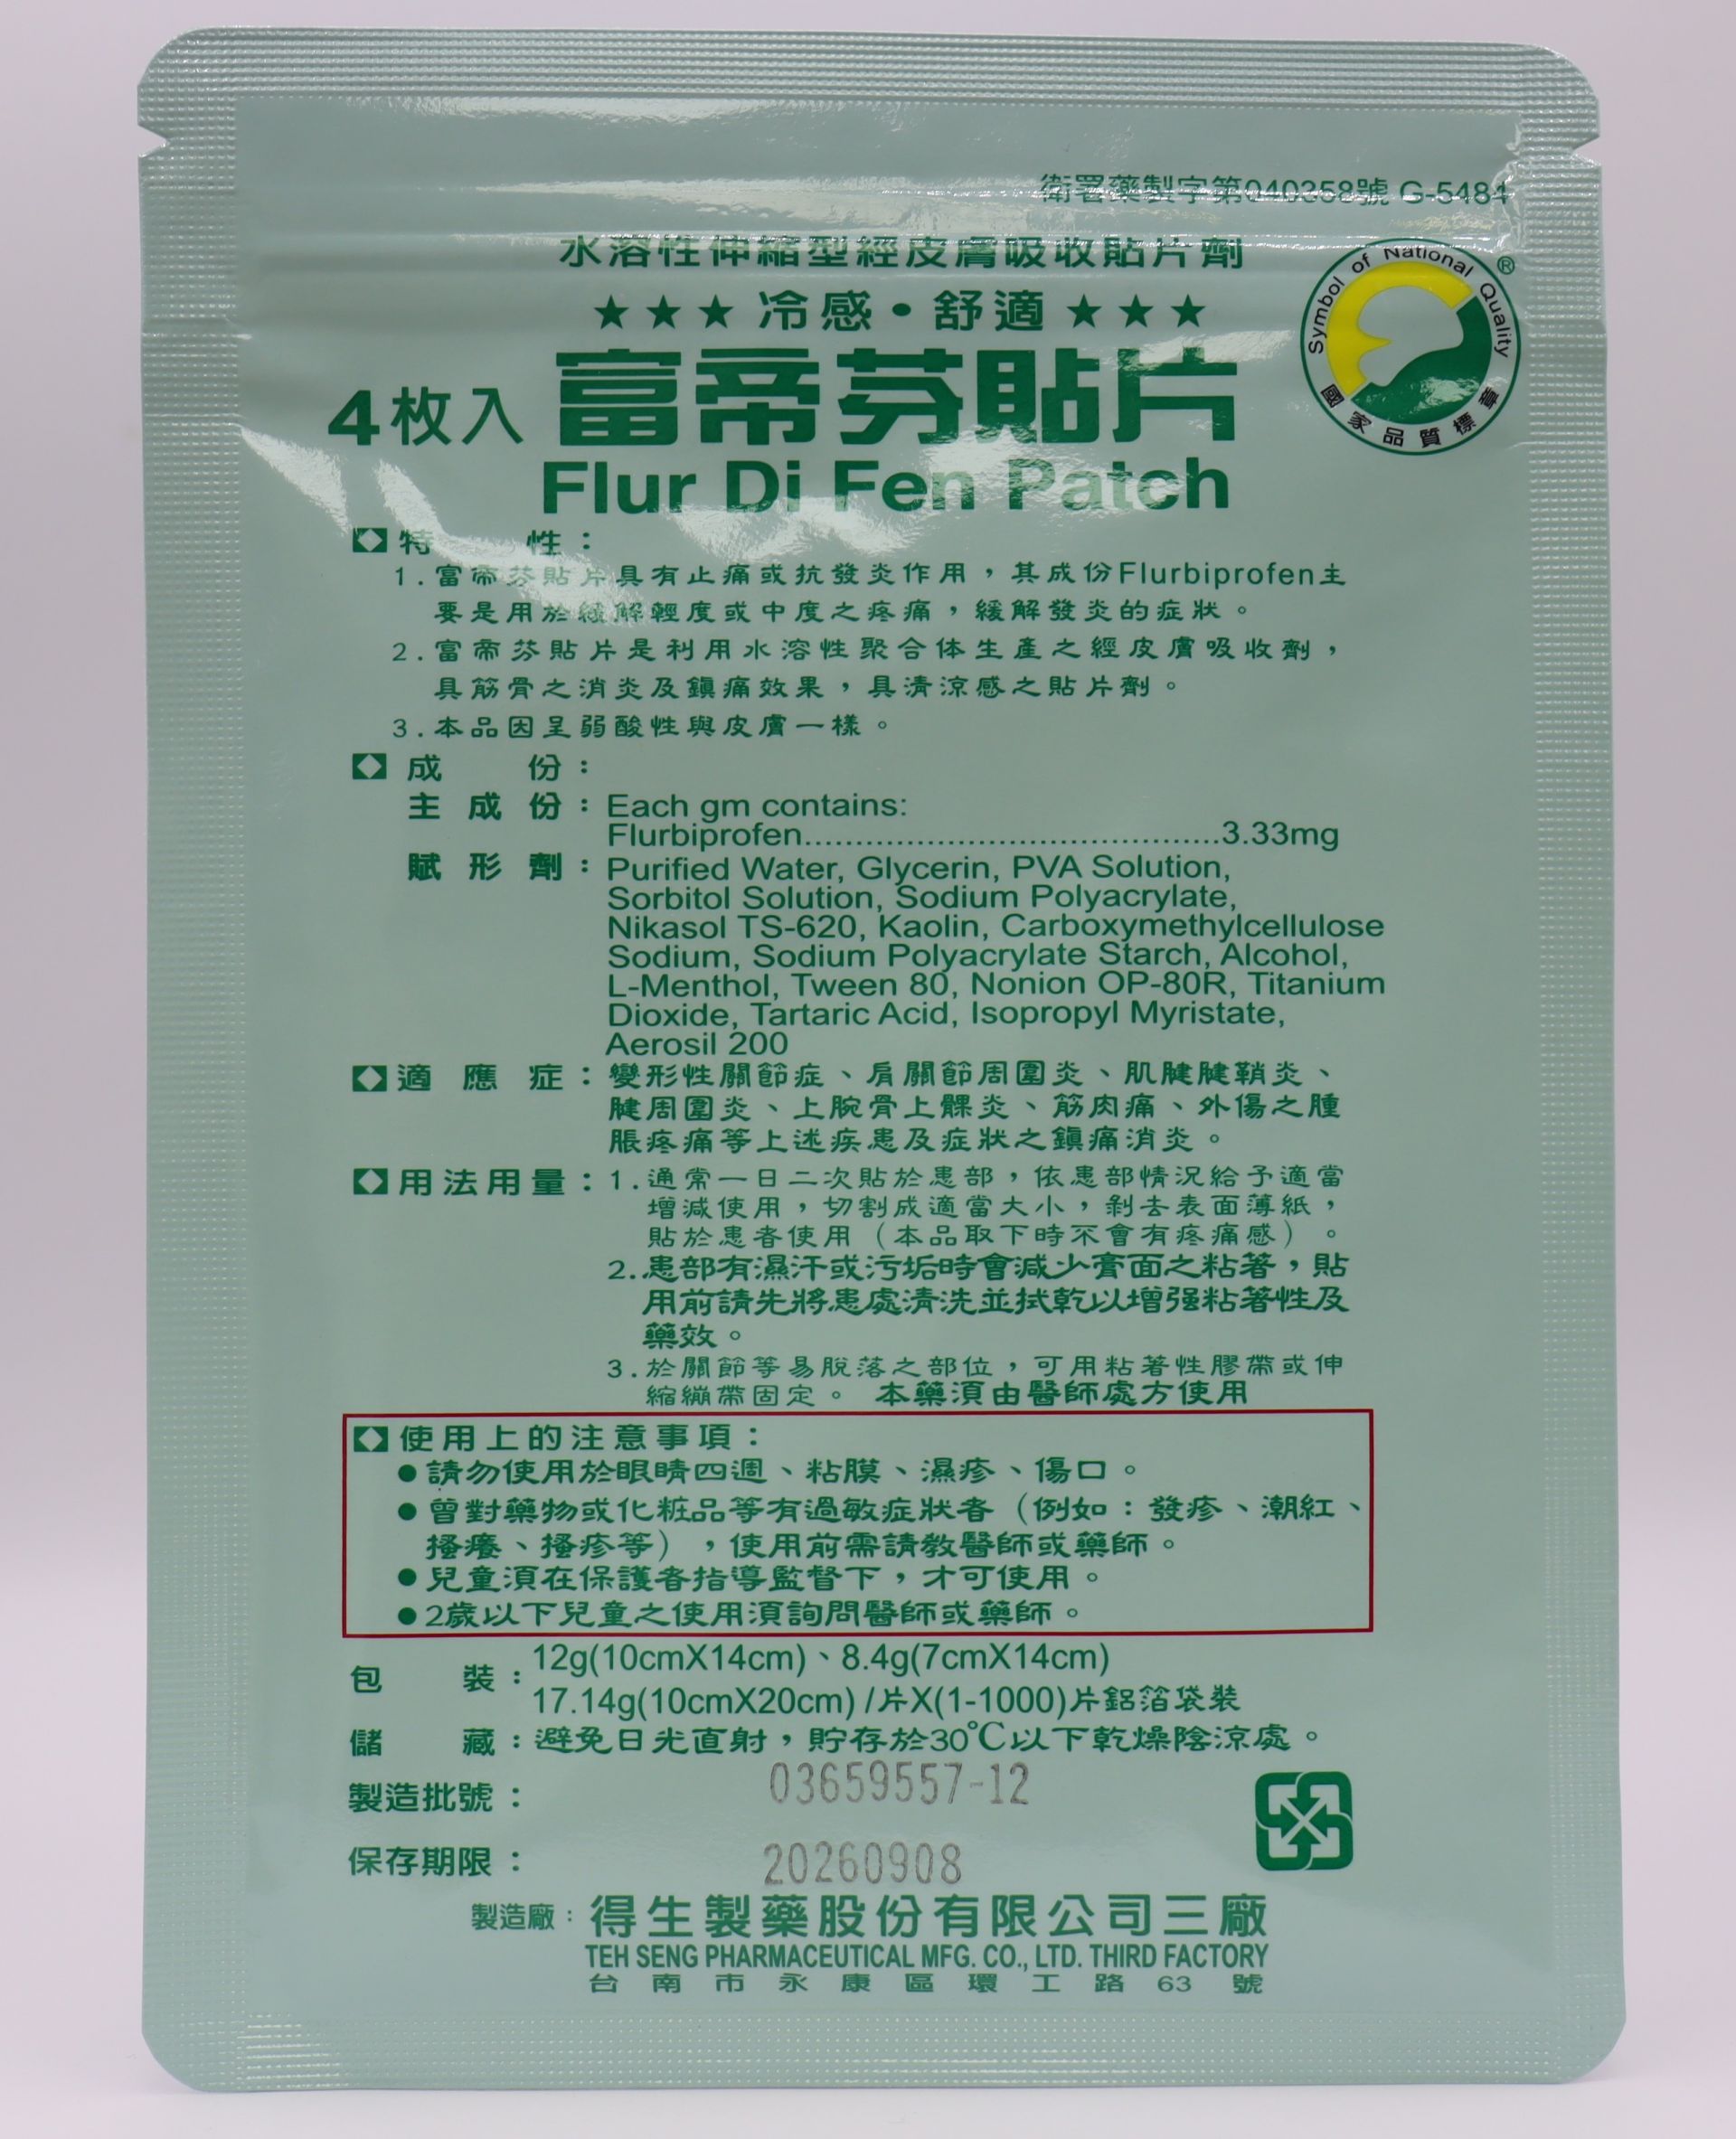 衛署藥製字第040358號 G-5484
水溶性伸縮型經皮膚吸收貼片劑
★★★冷感•舒適★★★
Symbol of National Quality ®
國家品質標章
4枚入 富帝芬貼片
Flur Di Fen Patch
特 性：
1.富帝芬貼片具有止痛或抗發炎作用，其成份Flurbiprofen主
要是用於緩解輕度或中度之疼痛，緩解發炎的症狀。
2.富帝芬貼片是利用水溶性聚合体生產之經皮膚吸收劑，
具筋骨之消炎及鎮痛效果，具清涼感之貼片劑。
3.本品因呈弱酸性與皮膚一樣。
成 份：
主成份：Each gm contains:
Flurbiprofen........................................3.33mg
賦形劑：Purified Water, Glycerin, PVA Solution,
Sorbitol Solution, Sodium Polyacrylate,
Nikasol TS-620, Kaolin, Carboxymethylcellulose
Sodium, Sodium Polyacrylate Starch, Alcohol,
L-Menthol, Tween 80, Nonion OP-80R, Titanium
Dioxide, Tartaric Acid, Isopropyl Myristate,
Aerosil 200
適應症：變形性關節症、肩關節周圍炎、肌腱腱鞘炎、
腱周圍炎、上腕骨上髁炎、筋肉痛、外傷之腫
脹疼痛等上述疾患及症狀之鎮痛消炎。
用法用量：1.通常一日二次貼於患部，依患部情況給予適當
增減使用，切割成適當大小，剝去表面薄紙，
貼於患者使用（本品取下時不會有疼痛感）。
2.患部有濕汗或污垢時會減少膏面之粘著，貼
用前請先將患處清洗並拭乾以增強粘著性及
藥效。
3.於關節等易脫落之部位，可用粘著性膠帶或伸
縮繃帶固定。 本藥須由醫師處方使用
使用上的注意事項：
●請勿使用於眼睛四週、粘膜、濕疹、傷口。
●曾對藥物或化粧品等有過敏症狀者（例如：發疹、潮紅、
搔癢、搔疹等），使用前需請教醫師或藥師。
●兒童須在保護者指導監督下，才可使用。
●2歲以下兒童之使用須詢問醫師或藥師。
包 裝：12g(10cmX14cm)、8.4g(7cmX14cm)
17.14g(10cmX20cm) /片X(1-1000)片鋁箔袋裝
儲 藏：避免日光直射，貯存於30℃以下乾燥陰涼處。
製造批號： 03659557-12
保存期限： 20260908
製造廠：得生製藥股份有限公司三廠
TEH SENG PHARMACEUTICAL MFG. CO., LTD. THIRD FACTORY
台南市永康區環工路63號